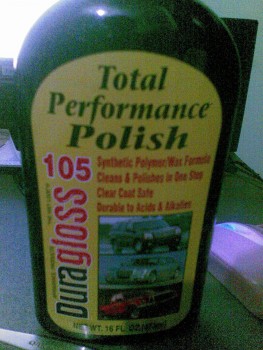 Total
Performance
Polish
105
Synthetic Polymer/Wax Formula
Cleans & Polishes in One Step
Clear Coat Safe
Durable to Acids & Alkalies
Duragloss
NET WT. 16 FL. OZ.